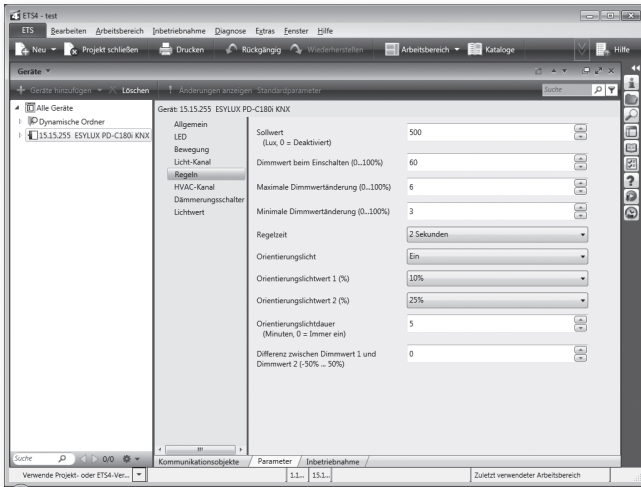 ETS4 - test
ETS Bearbeiten Arbeitsbereich Inbetriebnahme Diagnose Extras Fenster Hilfe
Neu Projekt schließen Drucken Rückgängig Wiederherstellen Arbeitsbereich Kataloge Hilfe
Geräte
Geräte hinzufügen Löschen Änderungen anzeigen Standardparameter Suche
Alle Geräte
Dynamische Ordner
15.15.255 ESYLUX PD-C180i KNX
Gerät: 15.15.255 ESYLUX PD-C180i KNX
Allgemein
LED
Bewegung
Licht-Kanal
Regeln
HVAC-Kanal
Dämmerungsschalter
Lichtwert
Sollwert
(Lux, 0 = Deaktiviert)
500
Dimmwert beim Einschalten (0...100%) 60
Maximale Dimmwertänderung (0...100%) 6
Minimale Dimmwertändung (0...100%) 3
Regelzeit 2 Sekunden
Orientierungslicht Ein
Orientierungslichtwert 1 (%) 10%
Orientierungslichtwert 2 (%) 25%
Orientierungslichtdauer
(Minuten, 0 = Immer ein)
5
Differenz zwischen Dimmwert 1 und
Dimmwert 2 (-50% ... 50%)
0
Suche 0/0
Kommunikationsobjekte Parameter Inbetriebnahme
Verwende Projekt- oder ETS4-Ver... 1.1... 15.1... Zuletzt verwendeter Arbeitsbereich